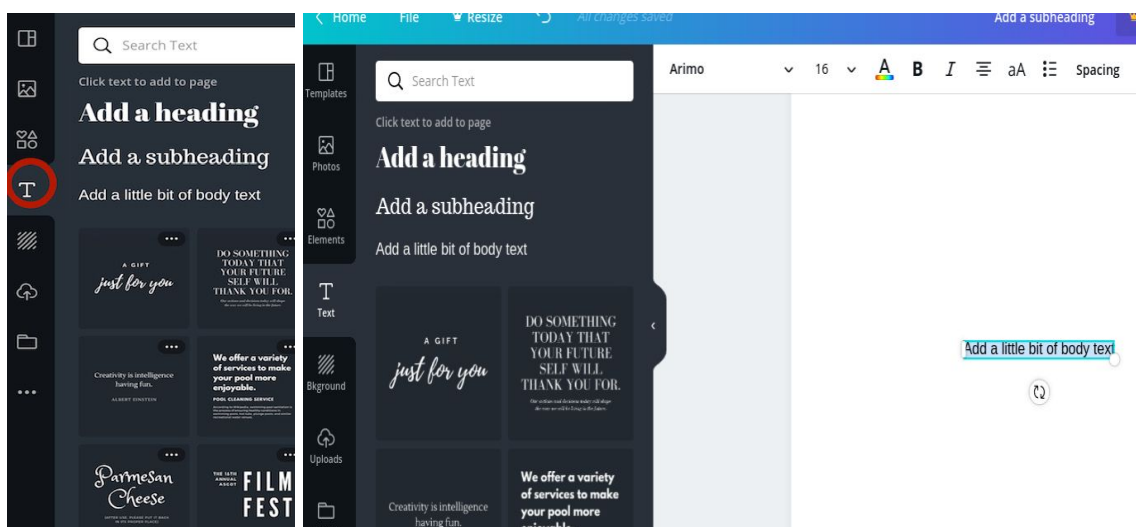 Search Text
Click text to add to page
Add a heading
Add a subheading
T
Add a little bit of body text
A GIFT
just for you
DO SOMETHING
TODAY THAT
YOUR FUTURE
SELF WILL
THANK YOU FOR.
Creativity is intelligence
having fun.
ALBERT EINSTEIN
We offer a variety
of services to make
your pool more
enjoyable.
POOL CLEANING SERVICE
Parmesan
Cheese
THE 14TH
ANNUAL
ASCOT
FILM
FEST
Home File Resize All changes saved Add a subheading
Templates
Photos
Elements
T
Text
Bkground
Uploads
Search Text
Click text to add to page
Add a heading
Add a subheading
Add a little bit of body text
A GIFT
just for you
DO SOMETHING
TODAY THAT
YOUR FUTURE
SELF WILL
THANK YOU FOR.
Creativity is intelligence
having fun.
We offer a variety
of services to make
your pool more
enjoyable.
Arimo 16 A B I aA Spacing
Add a little bit of body text